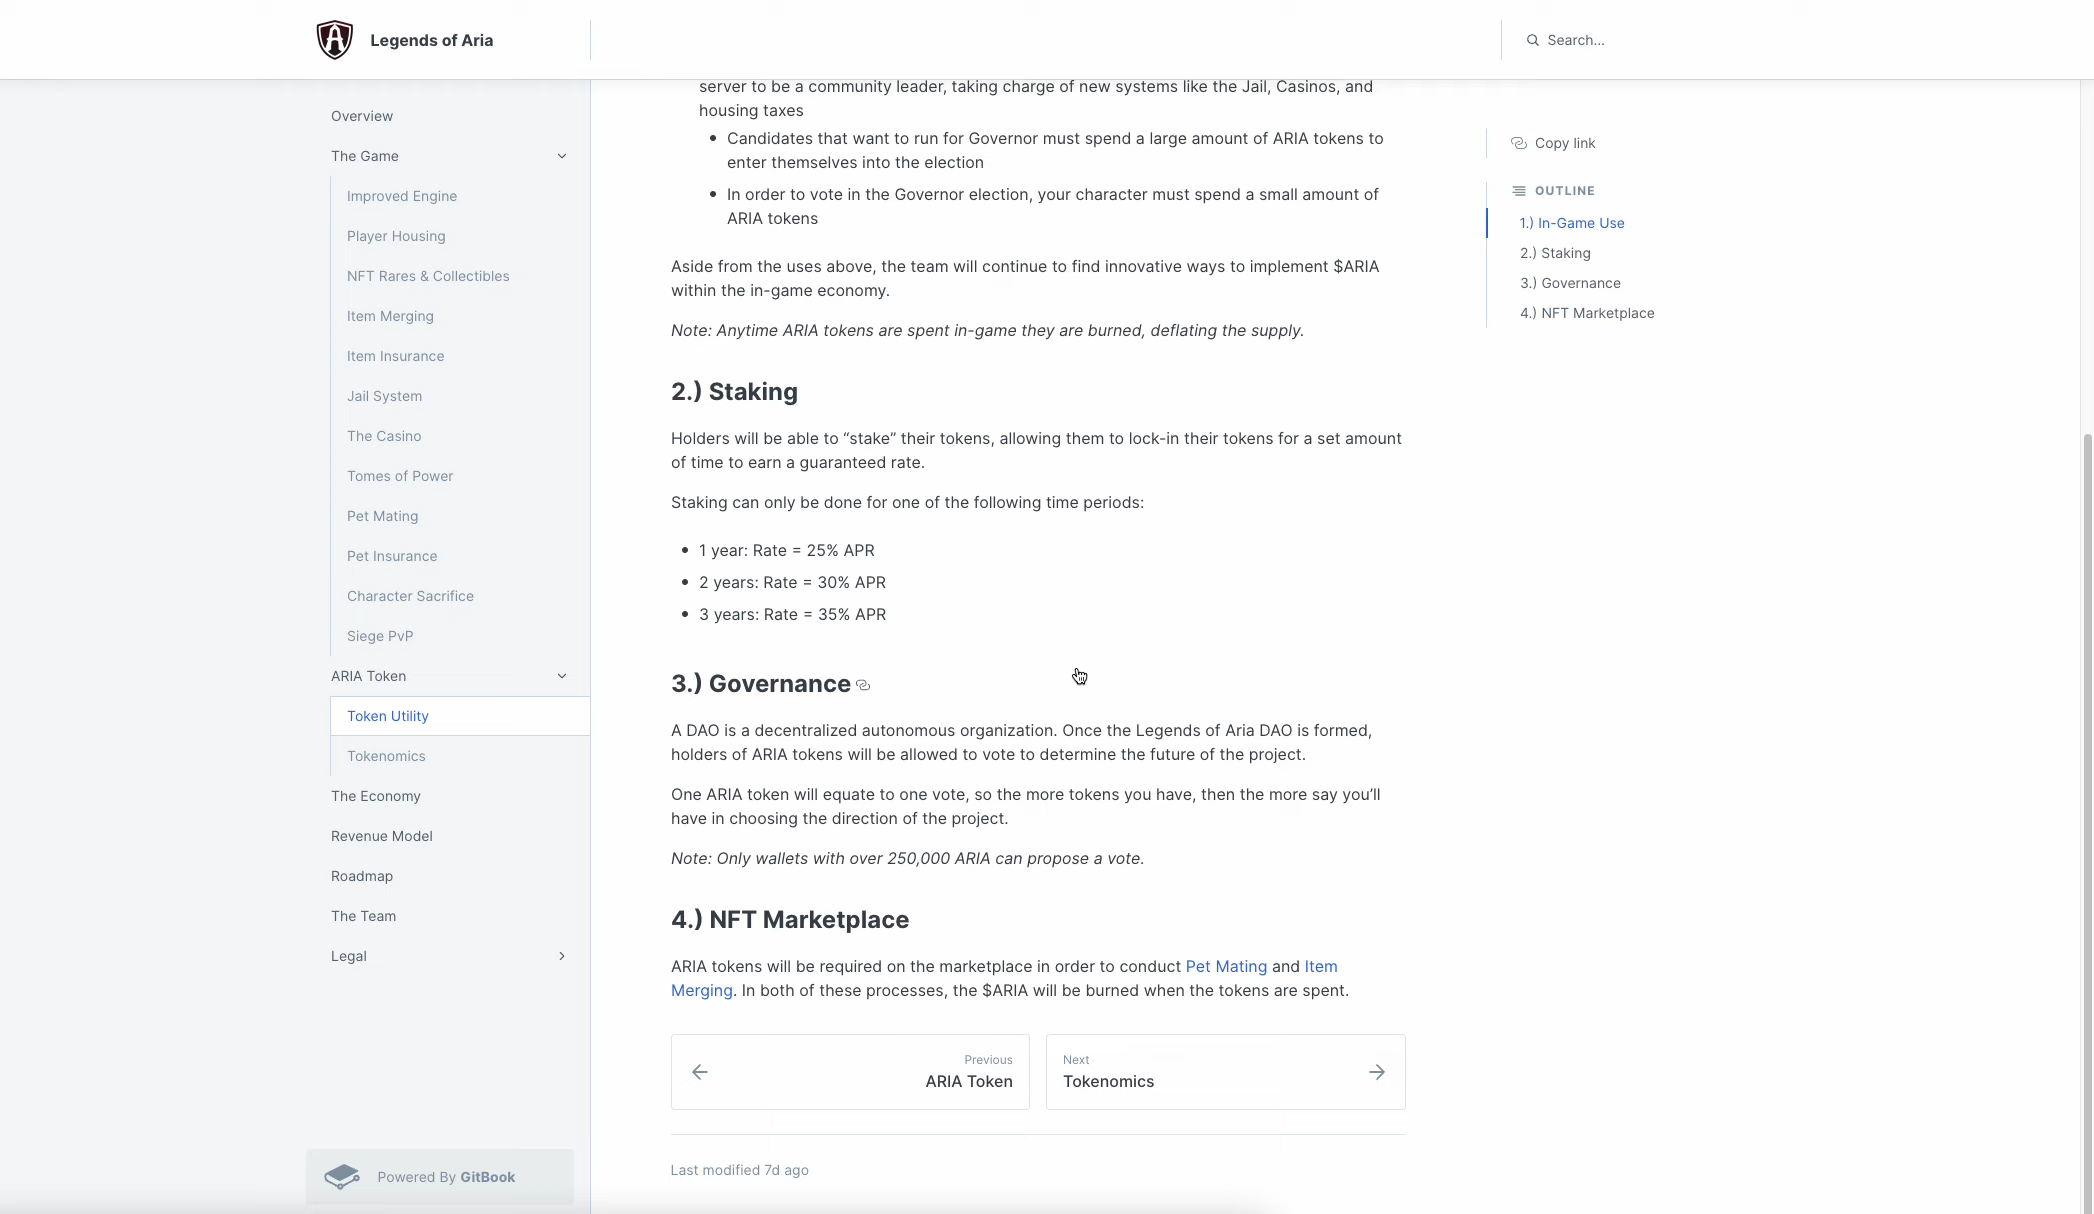 Legends of Aria
Search...
Overview
The Game
Improved Engine
Player Housing
NFT Rares & Collectibles
Item Merging
Item Insurance
Jail System
The Casino
Tomes of Power
Pet Mating
Pet Insurance
Character Sacrifice
Siege PvP
ARIA Token
Token Utility
Tokenomics
The Economy
Revenue Model
Roadmap
The Team
Legal
Powered By GitBook
server to be a community leader, taking charge of new systems like the Jail, Casinos, and
housing taxes
• Candidates that want to run for Governor must spend a large amount of ARIA tokens to
enter themselves into the election
• In order to vote in the Governor election, your character must spend a small amount of
ARIA tokens
Aside from the uses above, the team will continue to find innovative ways to implement $ARIA
within the in-game economy.
Note: Anytime ARIA tokens are spent in-game they are burned, deflating the supply.
2.) Staking
Holders will be able to “stake” their tokens, allowing them to lock-in their tokens for a set amount
of time to earn a guaranteed rate.
Staking can only be done for one of the following time periods:
• 1 year: Rate = 25% APR
• 2 years: Rate = 30% APR
• 3 years: Rate = 35% APR
3.) Governance
A DAO is a decentralized autonomous organization. Once the Legends of Aria DAO is formed,
holders of ARIA tokens will be allowed to vote to determine the future of the project.
One ARIA token will equate to one vote, so the more tokens you have, then the more say you’ll
have in choosing the direction of the project.
Note: Only wallets with over 250,000 ARIA can propose a vote.
4.) NFT Marketplace
ARIA tokens will be required on the marketplace in order to conduct Pet Mating and Item
Merging. In both of these processes, the $ARIA will be burned when the tokens are spent.
Previous
ARIA Token
Next
Tokenomics
Last modified 7d ago
Copy link
OUTLINE
1.) In-Game Use
2.) Staking
3.) Governance
4.) NFT Marketplace